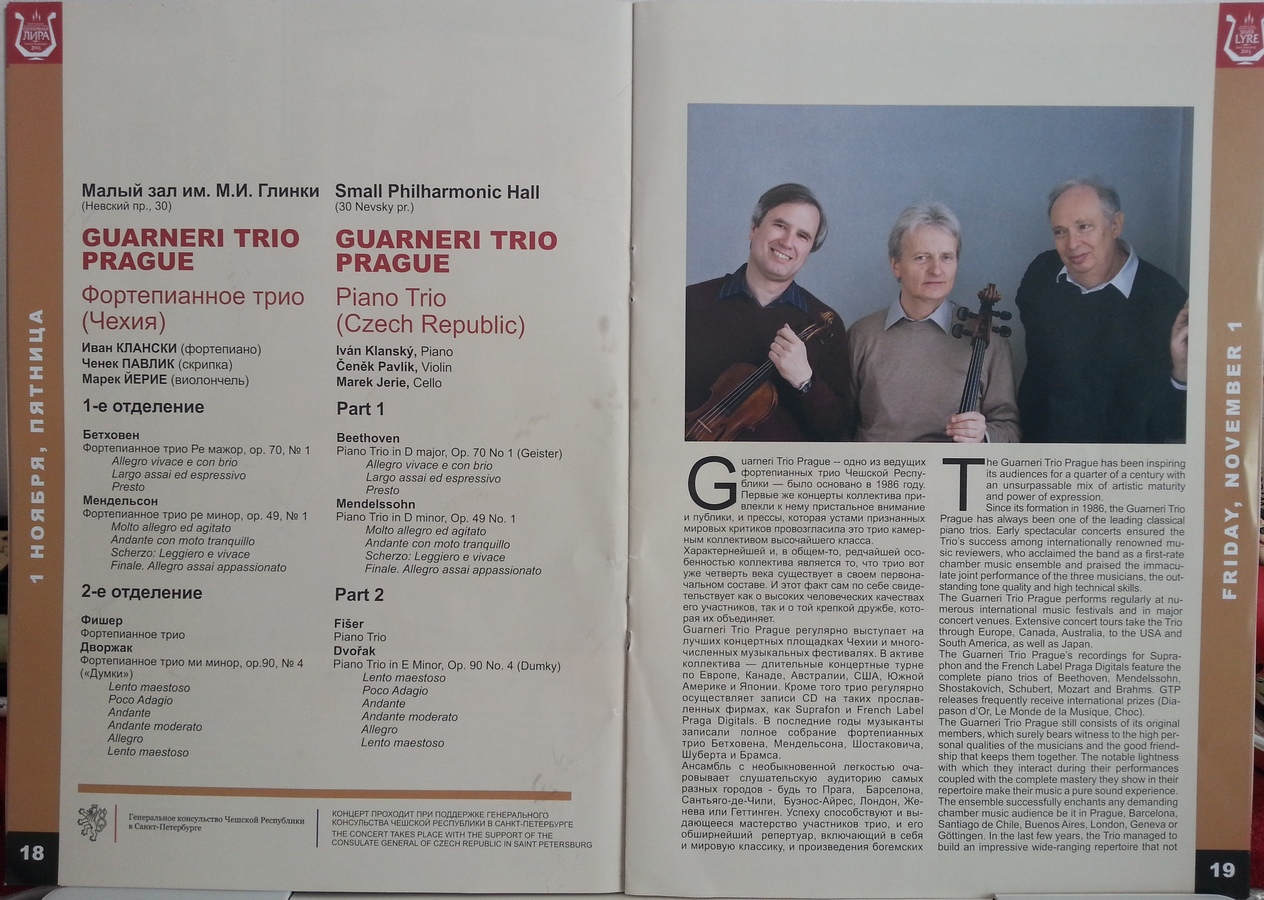 ЛИРА
1 НОЯБРЯ, ПЯТНИЦА
18
Малый зал им. М.И. Глинки
(Невский пр., 30)
GUARNERI TRIO
PRAGUE
Фортепианное трио
(Чехия)
Иван КЛАНСКИ (фортепиано)
Ченек ПАВЛИК (скрипка)
Марек ЙЕРИЕ (виолончель)
1-е отделение
Бетховен
Фортепианное трио Ре мажор, ор. 70, № 1
Allegro vivace e con brio
Largo assai ed espressivo
Presto
Мендельсон
Фортепианное трио ре минор, ор. 49, № 1
Molto allegro ed agitato
Andante con moto tranquillo
Scherzo: Leggiero e vivace
Finale. Allegro assai appassionato
2-е отделение
Фишер
Фортепианное трио
Дворжак
Фортепианное трио ми минор, ор.90, № 4
(«Думки»)
Lento maestoso
Poco Adagio
Andante
Andante moderato
Allegro
Lento maestoso
Small Philharmonic Hall
(30 Nevsky pr.)
GUARNERI TRIO
PRAGUE
Piano Trio
(Czech Republic)
Iván Klanský, Piano
Čeněk Pavlík, Violin
Marek Jerie, Cello
Part 1
Beethoven
Piano Trio in D major, Op. 70 No 1 (Geister)
Allegro vivace e con brio
Largo assai ed espressivo
Presto
Mendelssohn
Piano Trio in D minor, Op. 49 No. 1
Molto allegro ed agitato
Andante con moto tranquillo
Scherzo: Leggiero e vivace
Finale. Allegro assai appassionato
Part 2
Fišer
Piano Trio
Dvořak
Piano Trio in E Minor, Op. 90 No. 4 (Dumky)
Lento maestoso
Poco Adagio
Andante
Andante moderato
Allegro
Lento maestoso
Генеральное консульство Чешской Республики
в Санкт-Петербурге
КОНЦЕРТ ПРОХОДИТ ПРИ ПОДДЕРЖКЕ ГЕНЕРАЛЬНОГО
КОНСУЛЬСТВА ЧЕШСКОЙ РЕСПУБЛИКИ В САНКТ-ПЕТЕРБУРГЕ
THE CONCERT TAKES PLACE WITH THE SUPPORT OF THE
CONSULATE GENERAL OF CZECH REPUBLIC IN SAINT PETERSBURG
Guarneri Trio Prague -- одно из ведущих
фортепианных трио Чешской Респу-
блики — было основано в 1986 году.
Первые же концерты коллектива при-
влекли к нему пристальное внимание
и публики, и прессы, которая устами признанных
мировых критиков провозгласила это трио камер-
ным коллективом высочайшего класса.
Характернейшей и, в общем-то, редчайшей осо-
бенностью коллектива является то, что трио вот
уже четверть века существует в своем первона-
чальном составе. И этот факт сам по себе свиде-
тельствует как о высоких человеческих качествах
его участников, так и о той крепкой дружбе, кото-
рая их объединяет.
Guarneri Trio Prague регулярно выступает на
лучших концертных площадках Чехии и много-
численных музыкальных фестивалях. В активе
коллектива — длительные концертные турне
по Европе, Канаде, Австралии, США, Южной
Америке и Японии. Кроме того трио регулярно
осуществляет записи CD на таких прослав-
ленных фирмах, как Suprafon и French Label
Praga Digitals. В последние годы музыканты
записали полное собрание фортепианных
трио Бетховена, Мендельсона, Шостаковича,
Шуберта и Брамса.
Ансамбль с необыкновенной легкостью оча-
ровывает слушательскую аудиторию самых
разных городов - будь то Прага, Барселона,
Сантьяго-де-Чили, Буэнос-Айрес, Лондон, Же-
нева или Геттинген. Успеху способствуют и вы-
дающееся мастерство участников трио, и его
обширнейший репертуар, включающий в себя
и мировую классику, и произведения богемских
The Guarneri Trio Prague has been inspiring
its audiences for a quarter of a century with
an unsurpassable mix of artistic maturity
and power of expression.
Since its formation in 1986, the Guarneri Trio
Prague has always been one of the leading classical
piano trios. Early spectacular concerts ensured the
Trio's success among internationally renowned mu-
sic reviewers, who acclaimed the band as a first-rate
chamber music ensemble and praised the immacu-
late joint performance of the three musicians, the out-
standing tone quality and high technical skills.
The Guarneri Trio Prague performs regularly at nu-
merous international music festivals and in major
concert venues. Extensive concert tours take the Trio
through Europe, Canada, Australia, to the USA and
South America, as well as Japan.
The Guarneri Trio Prague's recordings for Supra-
phon and the French Label Praga Digitals feature the
complete piano trios of Beethoven, Mendelssohn,
Shostakovich, Schubert, Mozart and Brahms. GTP
releases frequently receive international prizes (Dia-
pason d'Or, Le Monde de la Musique, Choc).
The Guarneri Trio Prague still consists of its original
members, which surely bears witness to the high per-
sonal qualities of the musicians and the good friend-
ship that keeps them together. The notable lightness
with which they interact during their performances
coupled with the complete mastery they show in their
repertoire make their music a pure sound experience.
The ensemble successfully enchants any demanding
chamber music audience be it in Prague, Barcelona,
Santiago de Chile, Buenos Aires, London, Geneva or
Göttingen. In the last few years, the Trio managed to
build an impressive wide-ranging repertoire that not
LYRE
FRIDAY, NOVEMBER 1
19